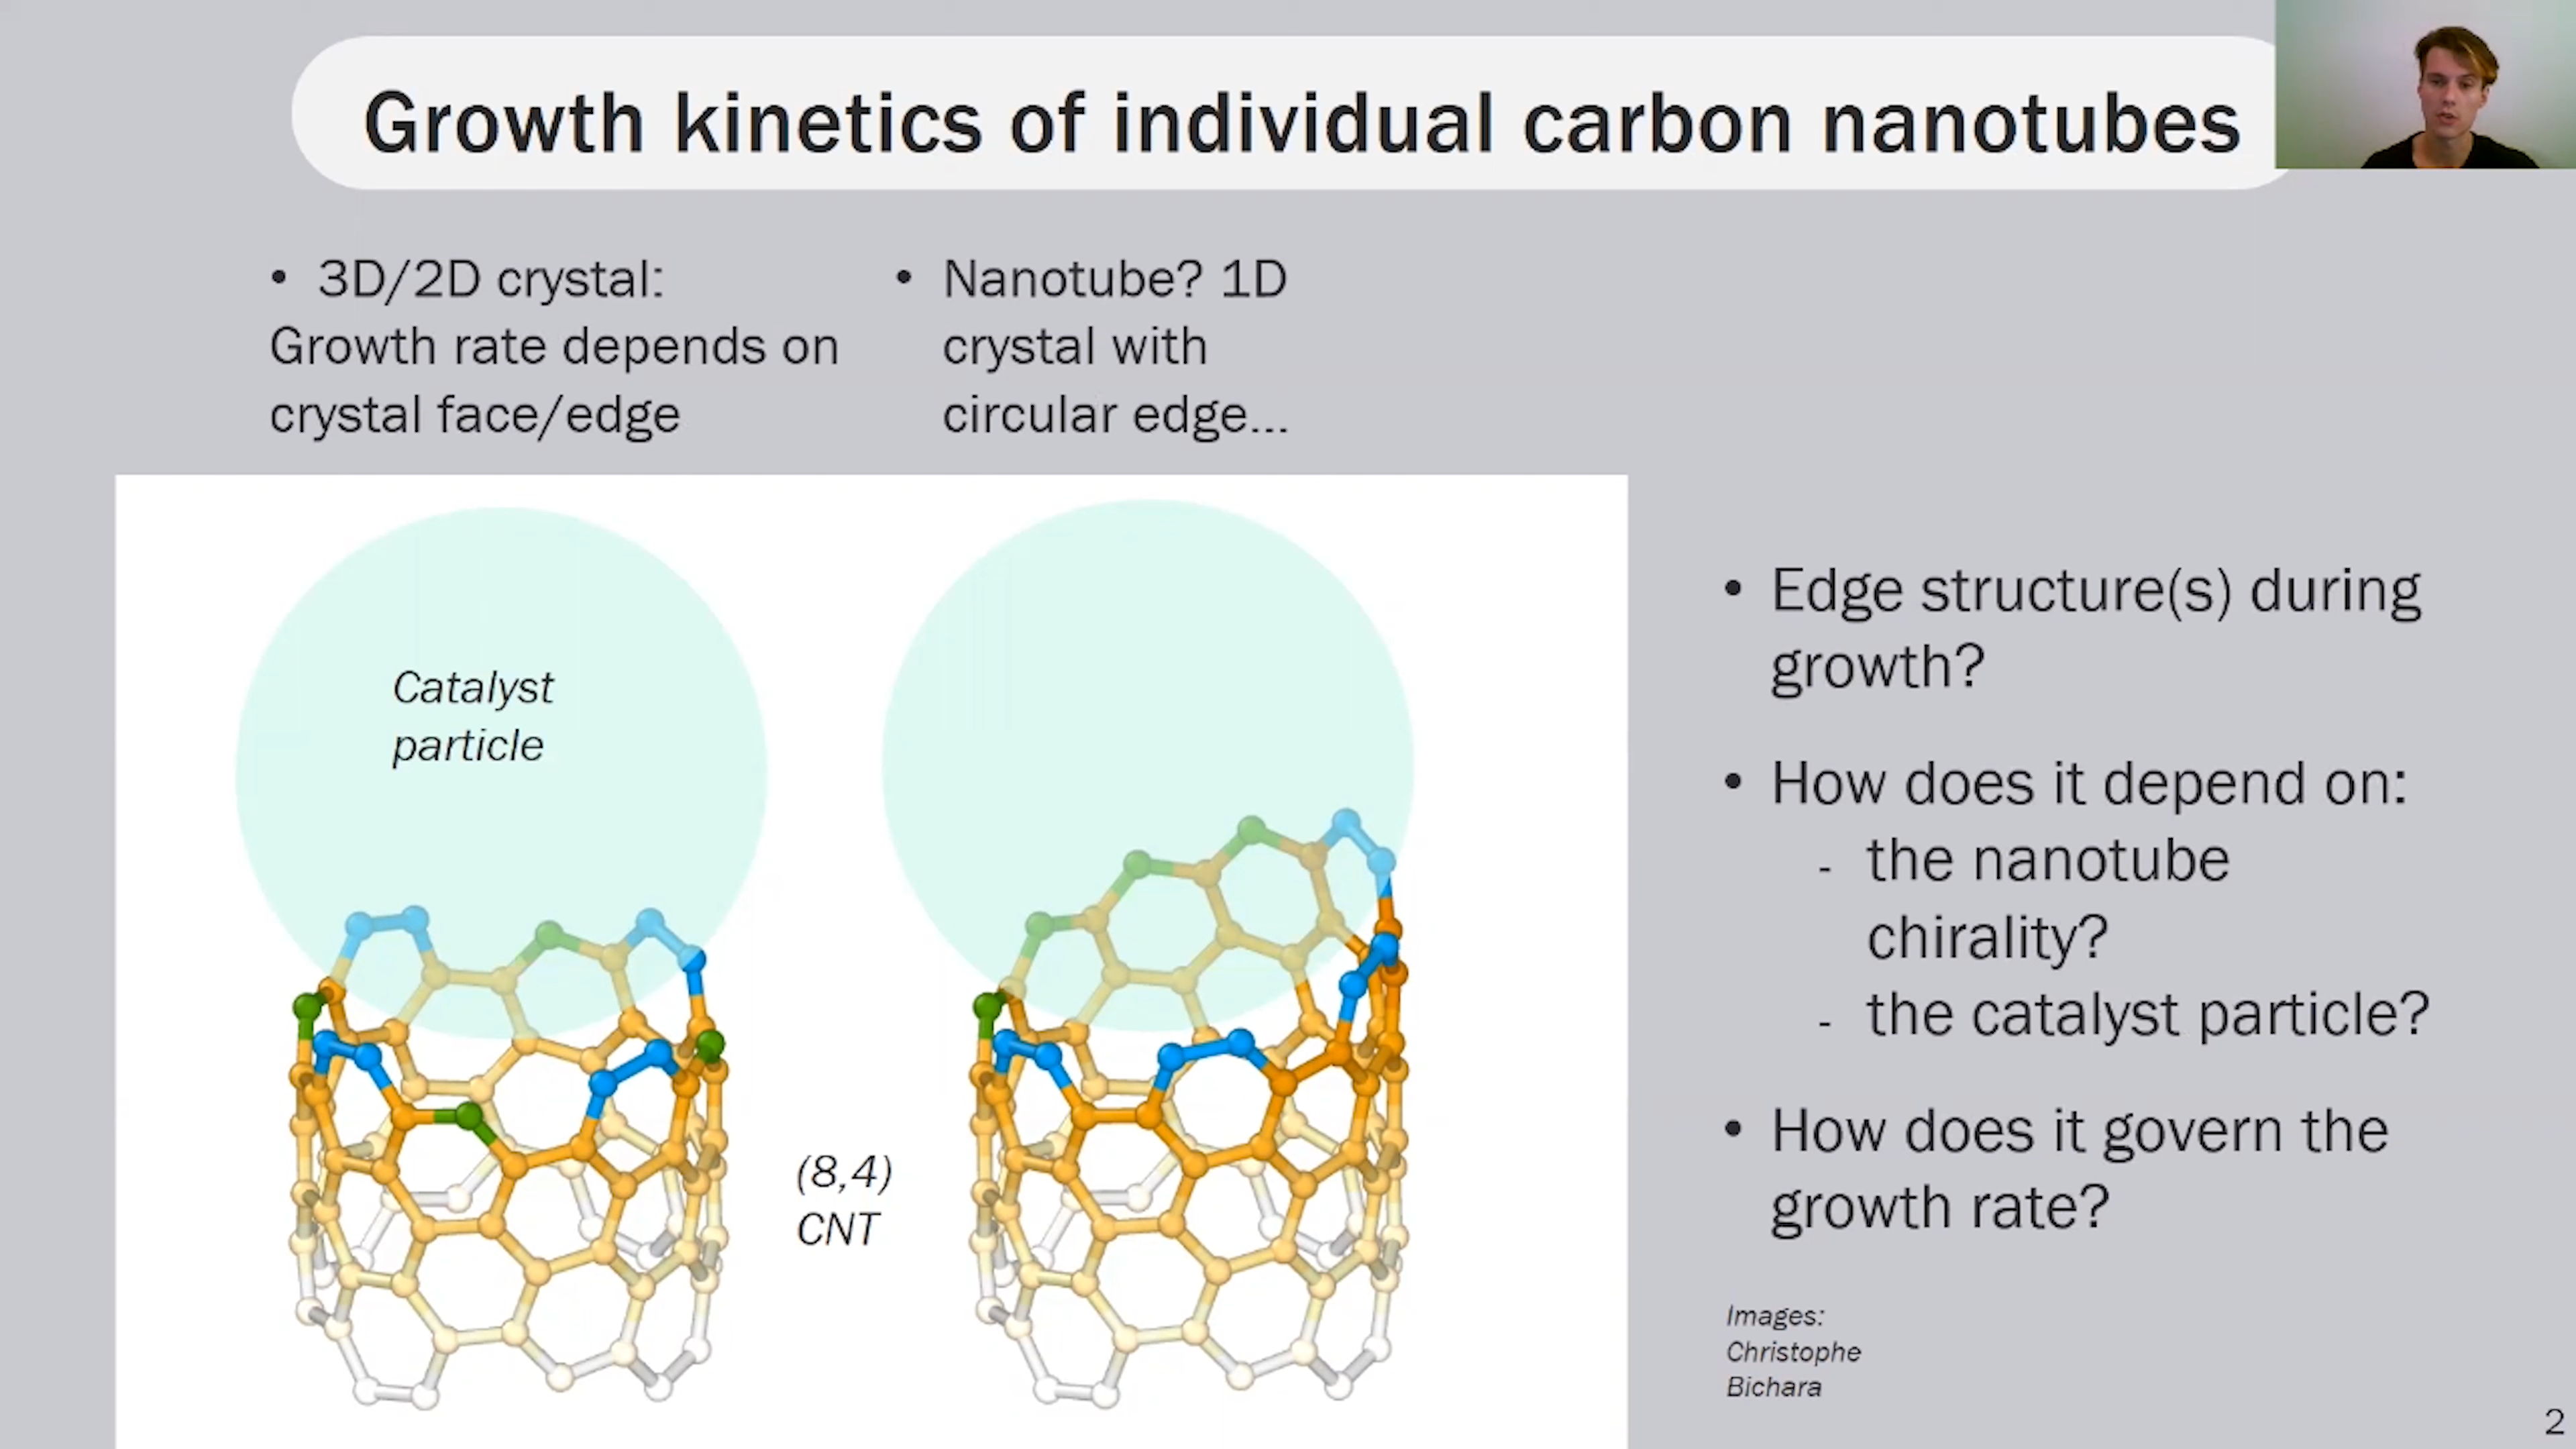 Growth kinetics of individual carbon nanotubes
• 3D/2D crystal:
Growth rate depends on
crystal face/edge
• Nanotube? 1D
crystal with
circular edge...
Catalyst
particle
(8,4)
CNT
• Edge structure(s) during
growth?
• How does it depend on:
- the nanotube
chirality?
- the catalyst particle?
• How does it govern the
growth rate?
Images:
Christophe
Bichara
2